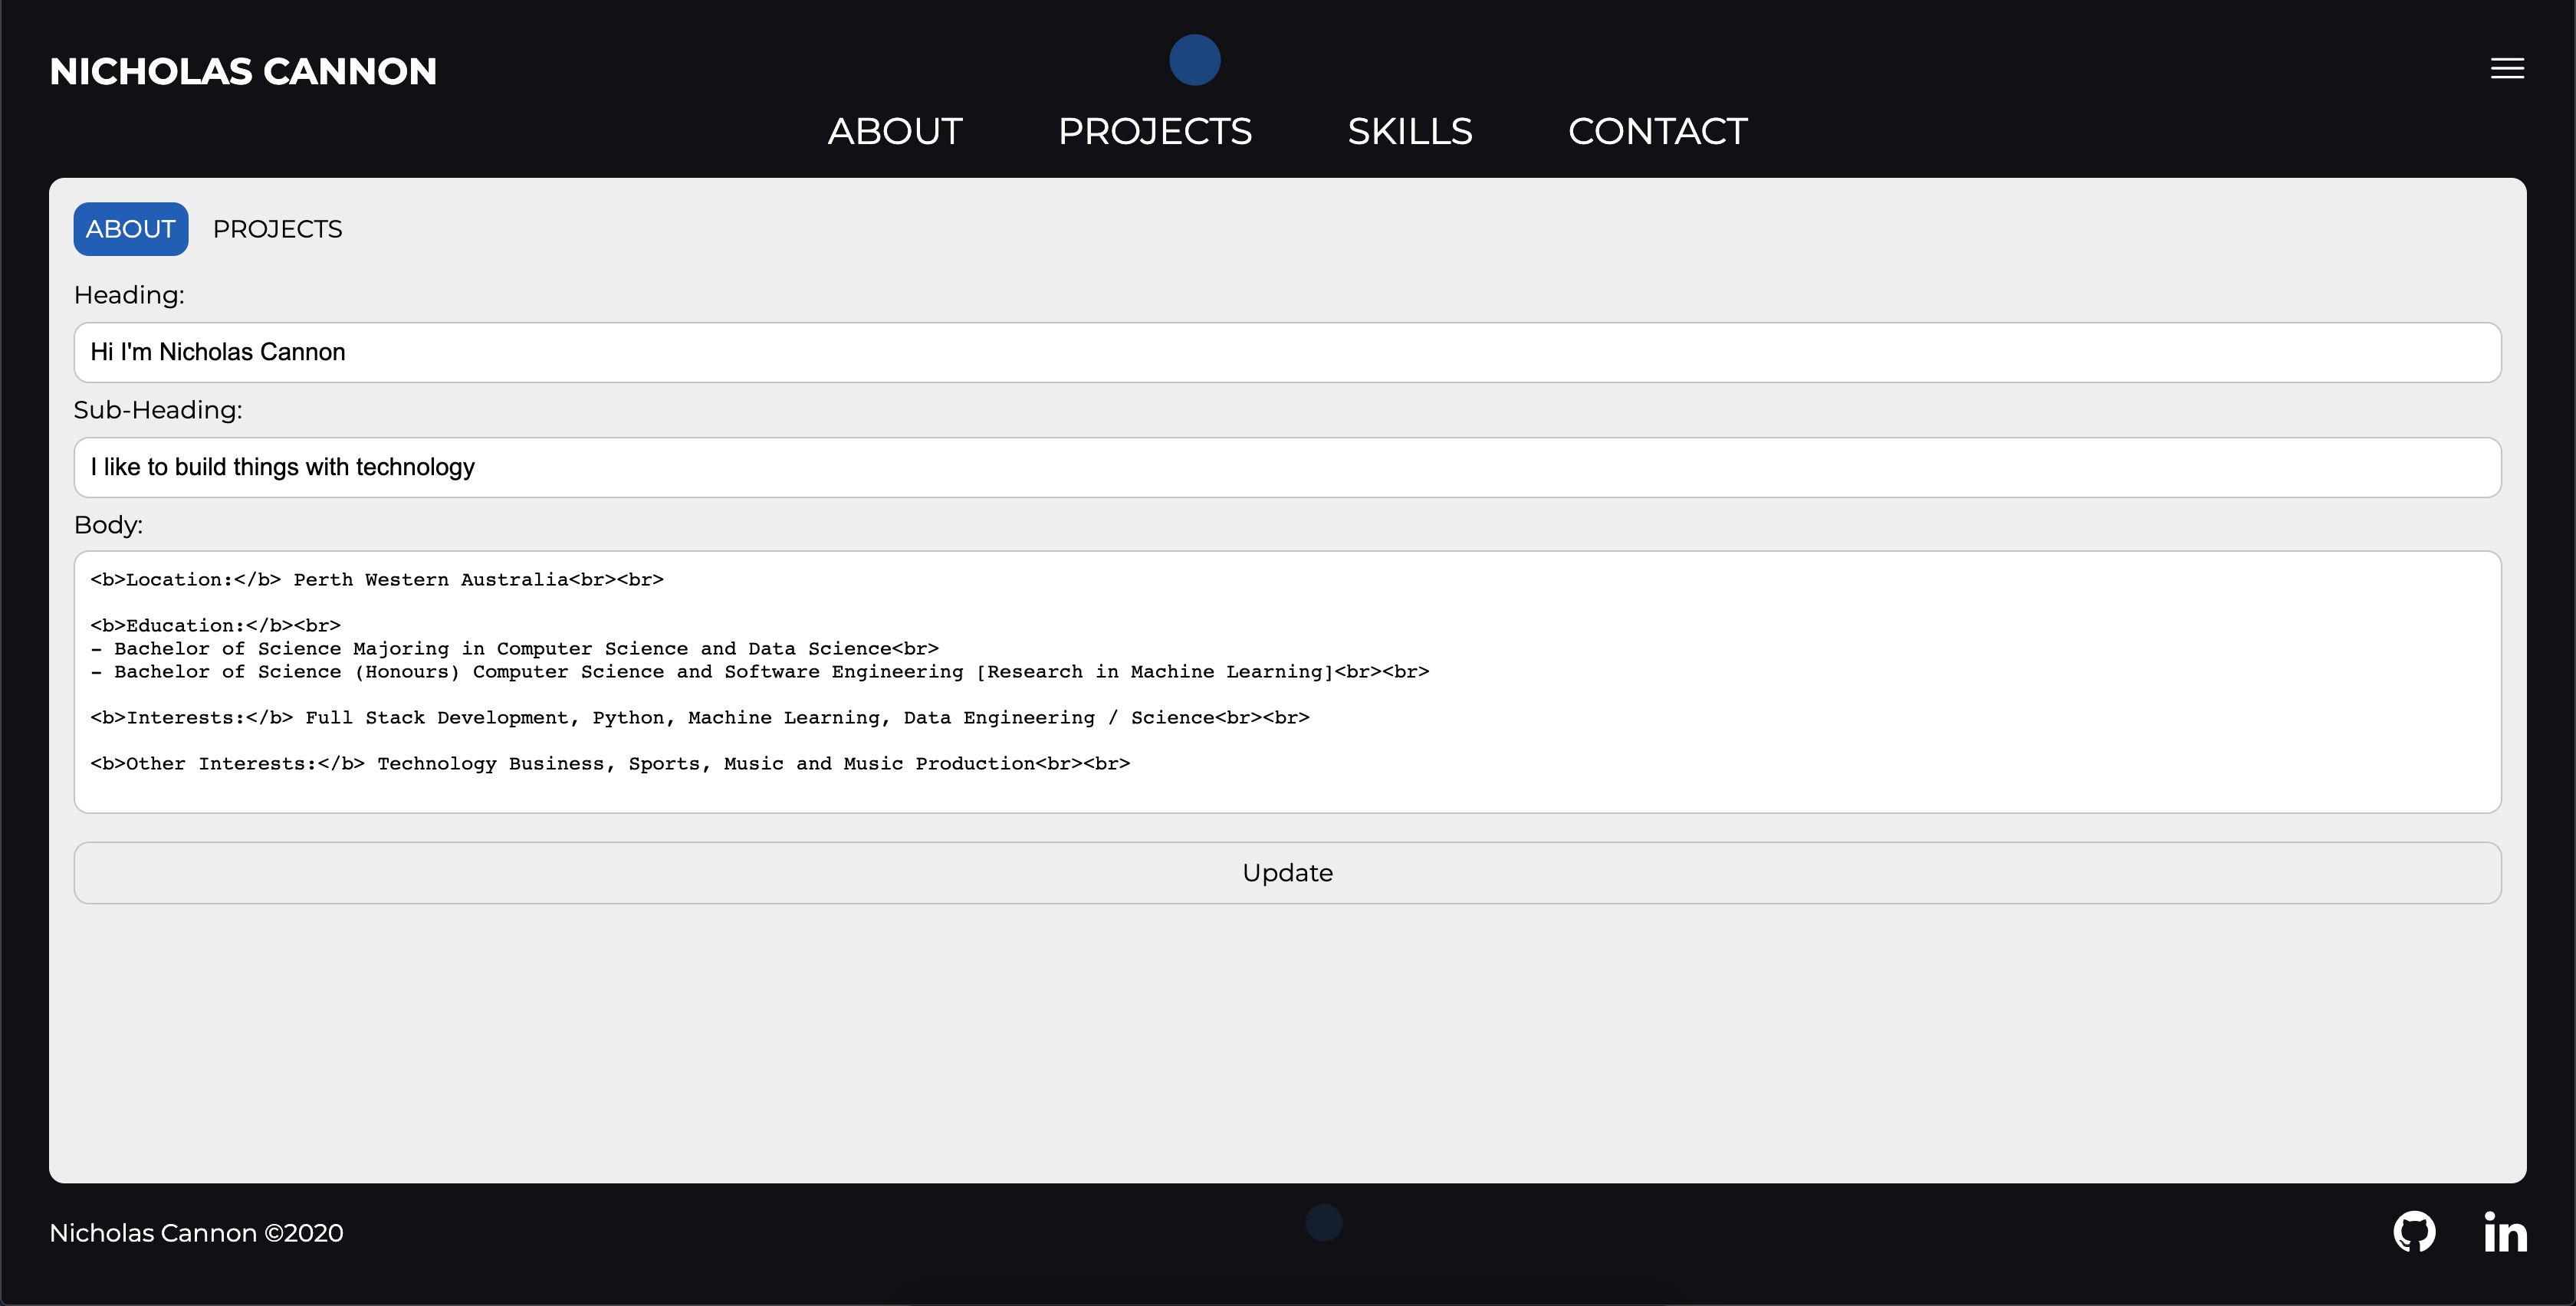 NICHOLAS CANNON
ABOUT PROJECTS SKILLS CONTACT
ABOUT PROJECTS
Heading:
Hi I'm Nicholas Cannon
Sub-Heading:
I like to build things with technology
Body:
<b>Location:</b> Perth Western Australia<br><br>
<b>Education:</b><br>
- Bachelor of Science Majoring in Computer Science and Data Science<br>
- Bachelor of Science (Honours) Computer Science and Software Engineering [Research in Machine Learning]<br><br>
<b>Interests:</b> Full Stack Development, Python, Machine Learning, Data Engineering / Science<br><br>
<b>Other Interests:</b> Technology Business, Sports, Music and Music Production<br><br>
Update
Nicholas Cannon ©2020
in